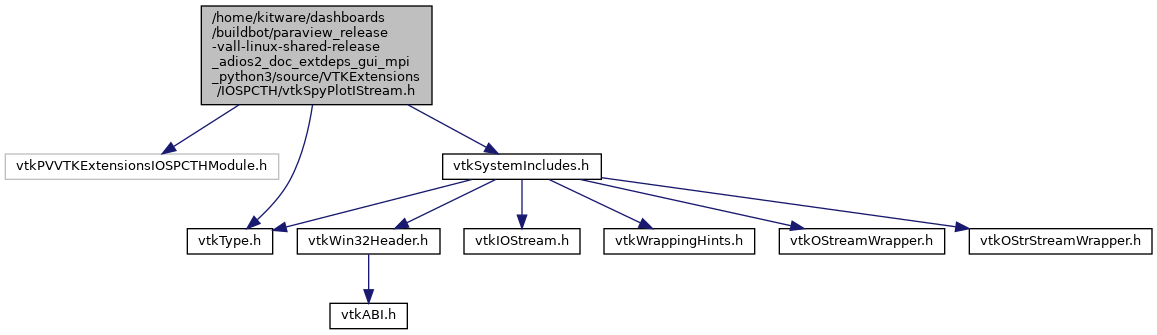 /home/kitware/dashboards
/buildbot/paraview_release
-vall-linux-shared-release
_adios2_doc_extdeps_gui_mpi
_python3/source/VTKExtensions
/IOSPCTH/vtkSpyPlotIStream.h
vtkPVVTKExtensionsIOSPCTHModule.h
vtkSystemIncludes.h
vtkType.h
vtkWin32Header.h
vtkIOStream.h
vtkWrappingHints.h
vtkOStreamWrapper.h
vtkOStrStreamWrapper.h
vtkABI.h